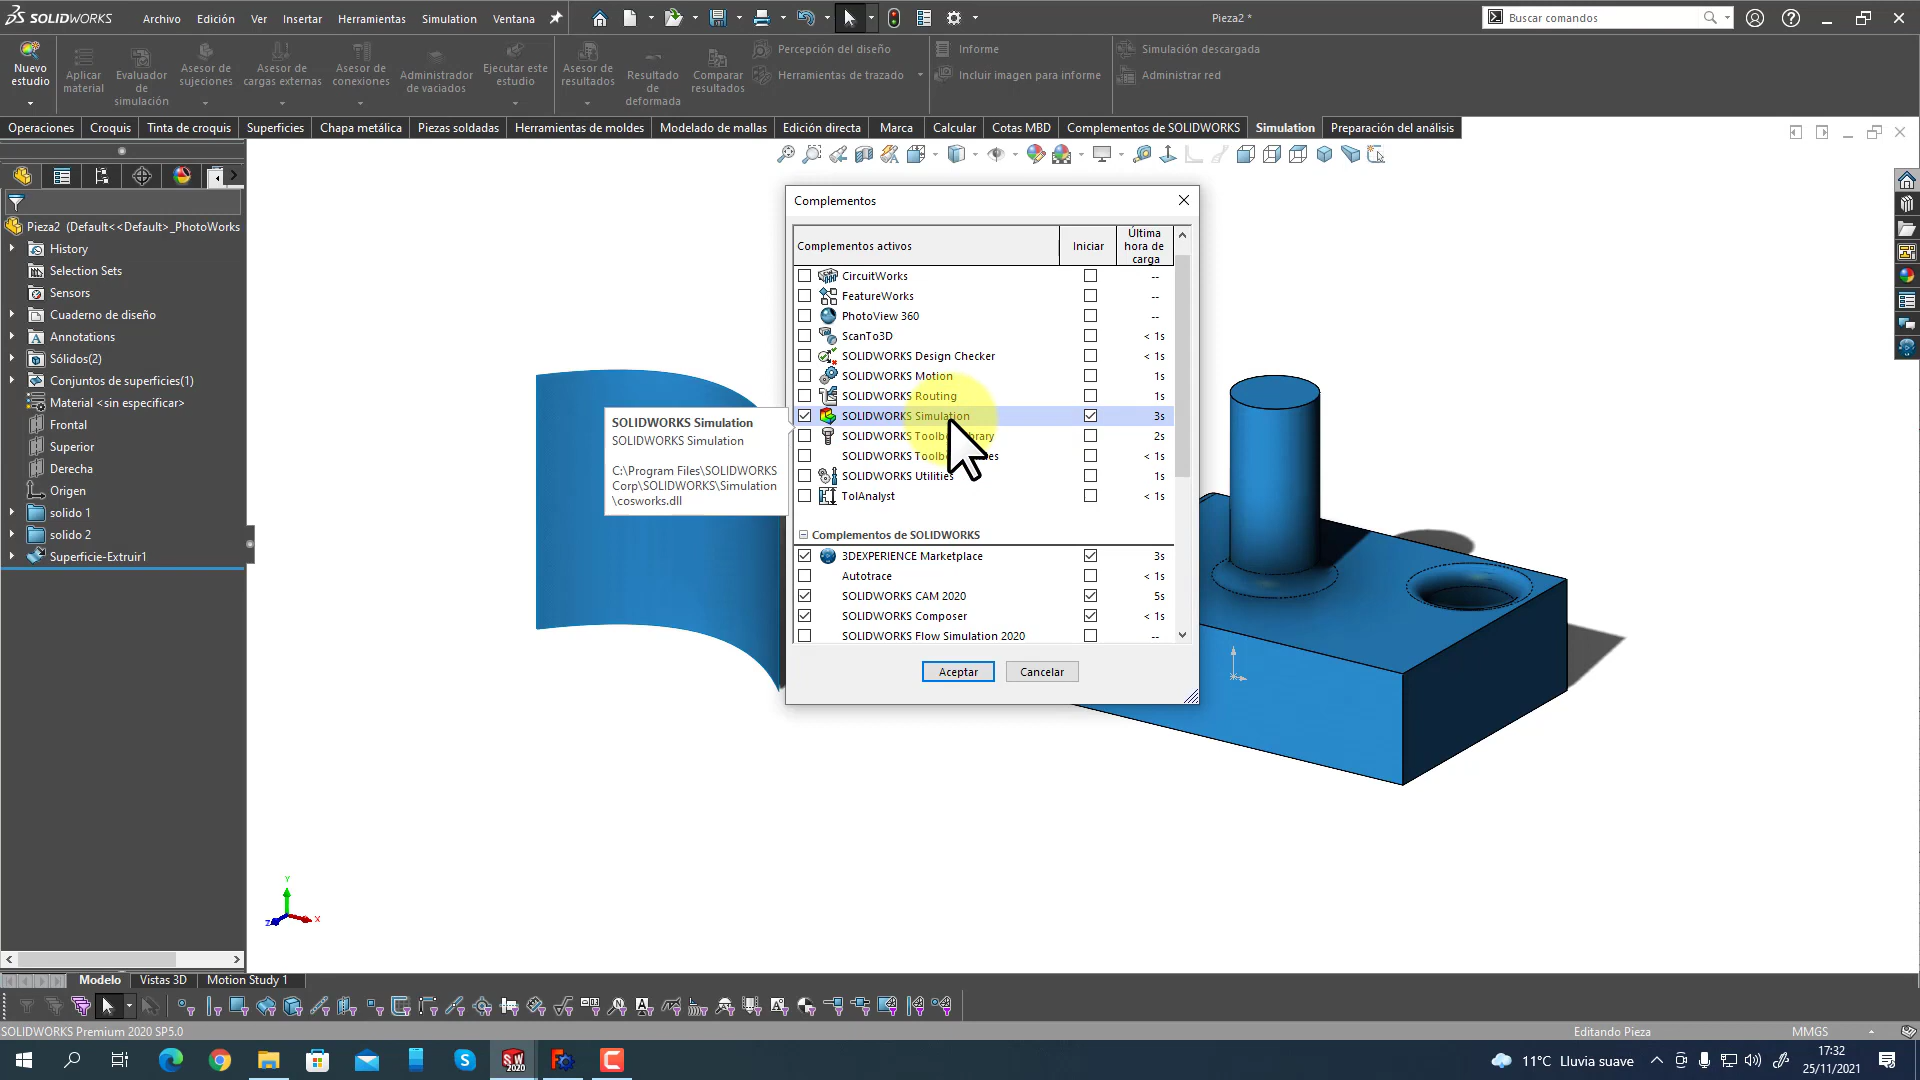 SOLIDWORKS
Archivo Edición Ver Insertar Herramientas Simulation Ventana
Pieza2 *
Buscar comandos
Nuevo estudio
Aplicar material
Evaluador de simulación
Asesor de sujeciones
Asesor de cargas externas
Asesor de conexiones
Administrador de vaciados
Ejecutar este estudio
Asesor de resultados
Resultado de deformada
Comparar resultados
Percepción del diseño
Herramientas de trazado
Informe
Incluir imagen para informe
Simulación descargada
Administrar red
Operaciones Croquis Tinta de croquis Superficies Chapa metálica Piezas soldadas Herramientas de moldes Modelado de mallas Edición directa Marca Calcular Cotas MBD Complementos de SOLIDWORKS Simulation Preparación del análisis
Pieza2 (Default<<Default>_PhotoWorks
History
Selection Sets
Sensors
Cuaderno de diseño
Annotations
Sólidos(2)
Conjuntos de superficies(1)
Material <sin especificar>
Frontal
Superior
Derecha
Origen
solido 1
solido 2
Superficie-Extruir1
Complementos
Complementos activos Iniciar Última hora de carga
CircuitWorks --
FeatureWorks --
PhotoView 360 --
ScanTo3D < 1s
SOLIDWORKS Design Checker < 1s
SOLIDWORKS Motion 1s
SOLIDWORKS Routing 1s
SOLIDWORKS Simulation 3s
SOLIDWORKS Toolbox Library 2s
SOLIDWORKS Toolbox Utilities < 1s
SOLIDWORKS Utilities 1s
TolAnalyst < 1s
Complementos de SOLIDWORKS
3DEXPERIENCE Marketplace 3s
Autotrace < 1s
SOLIDWORKS CAM 2020 5s
SOLIDWORKS Composer < 1s
SOLIDWORKS Flow Simulation 2020 --
Aceptar Cancelar
SOLIDWORKS Simulation
SOLIDWORKS Simulation
C:\Program Files\SOLIDWORKS
Corp\SOLIDWORKS\Simulation
\cosworks.dll
Y
Z X
Modelo Vistas 3D Motion Study 1
SOLIDWORKS Premium 2020 SP5.0
Editando Pieza MMGS
11°C Lluvia suave
17:32
25/11/2021